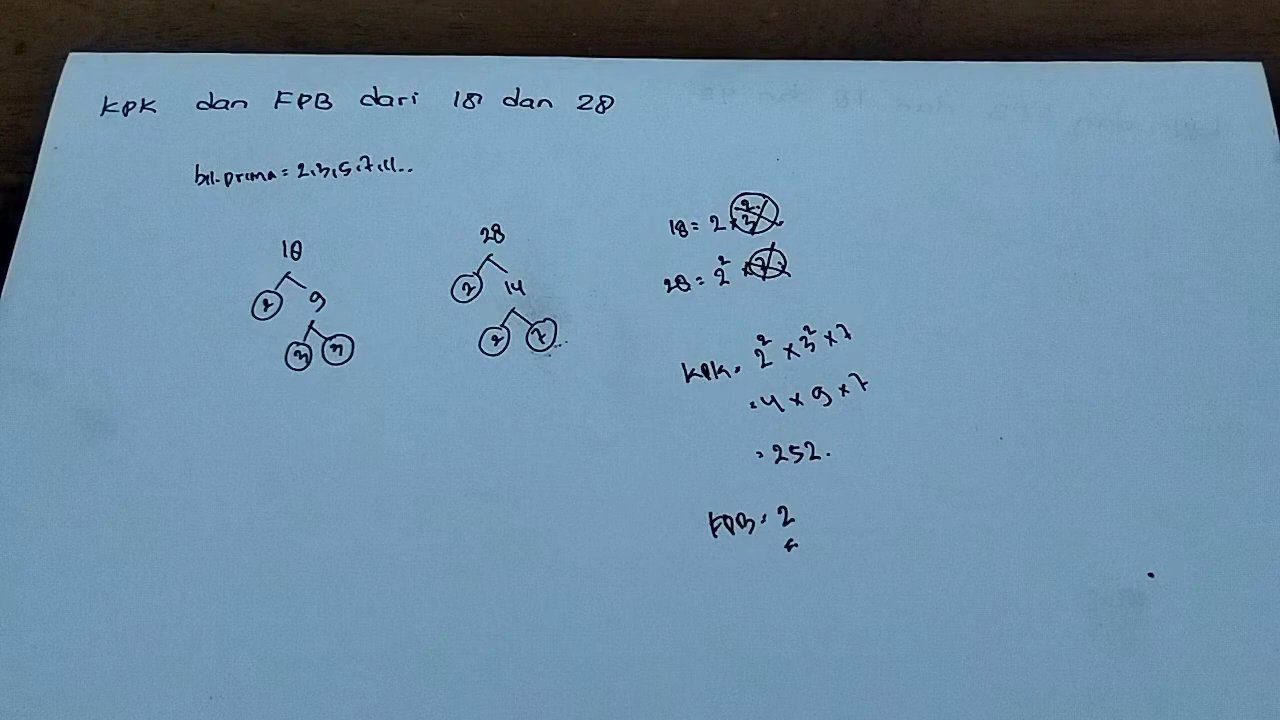 KPK dan FPB dari 18 dan 28
bil. prima = 2,3,5,7,11...
18
2 9
3 3
28
2 14
2 7
18 = 2 x 3²
28 = 2² x 7
KPK = 2² x 3² x 7
= 4 x 9 x 7
= 252.
FPB = 2